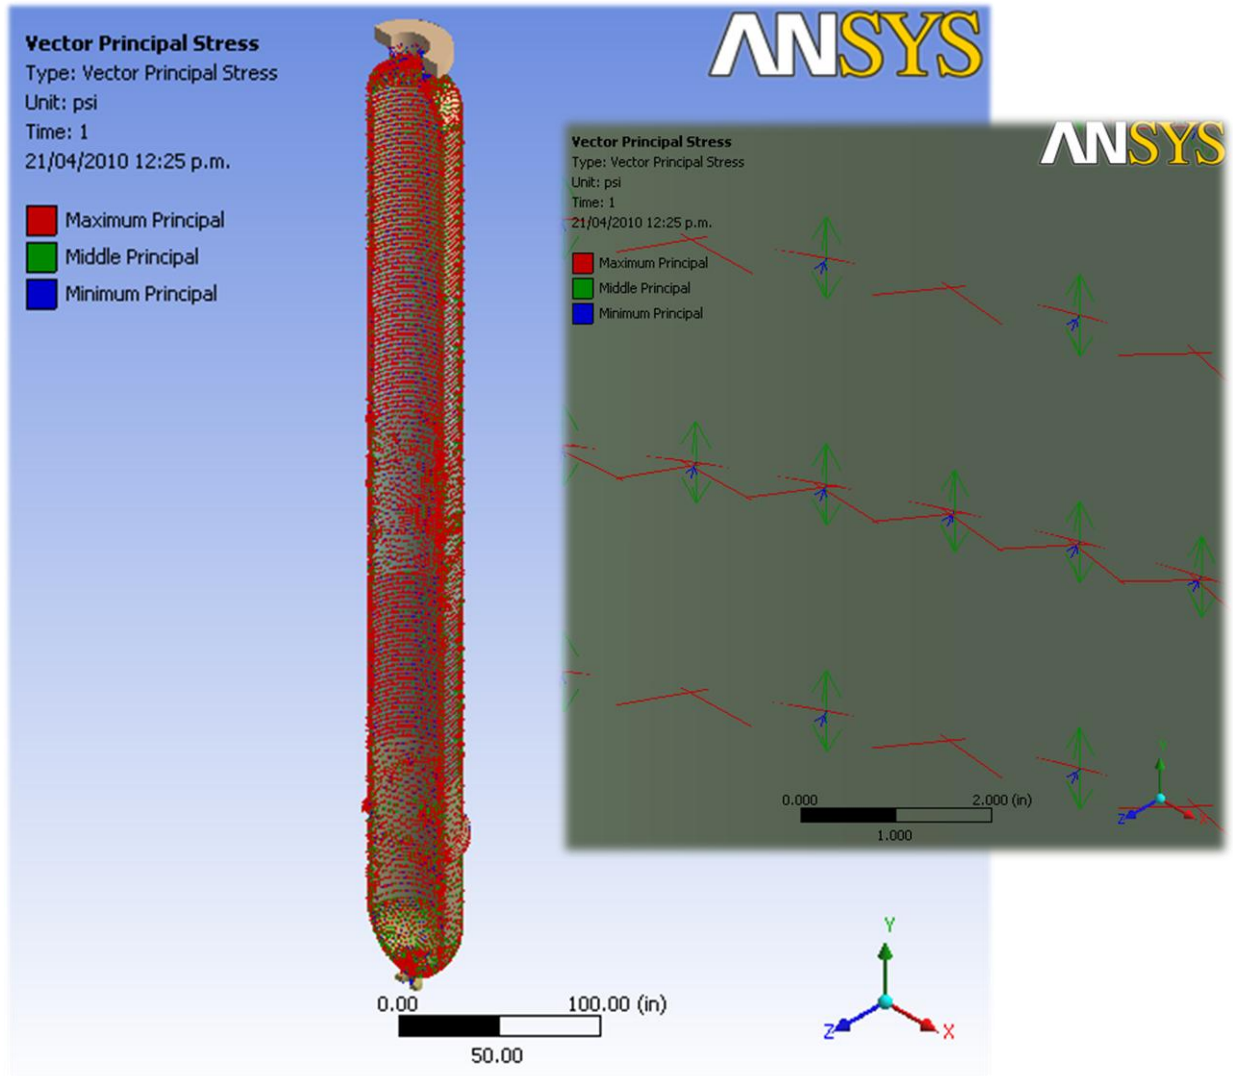 Vector Principal Stress
Type: Vector Principal Stress
Unit: psi
Time: 1
21/04/2010 12:25 p.m.
Maximum Principal
Middle Principal
Minimum Principal
ANSYS
0.00 100.00 (in)
50.00
Y
Z X
ANSYS
Vector Principal Stress
Type: Vector Principal Stress
Unit: psi
Time: 1
21/04/2010 12:25 p.m.
Maximum Principal
Middle Principal
Minimum Principal
0.000 2.000 (in)
1.000
Y
Z X